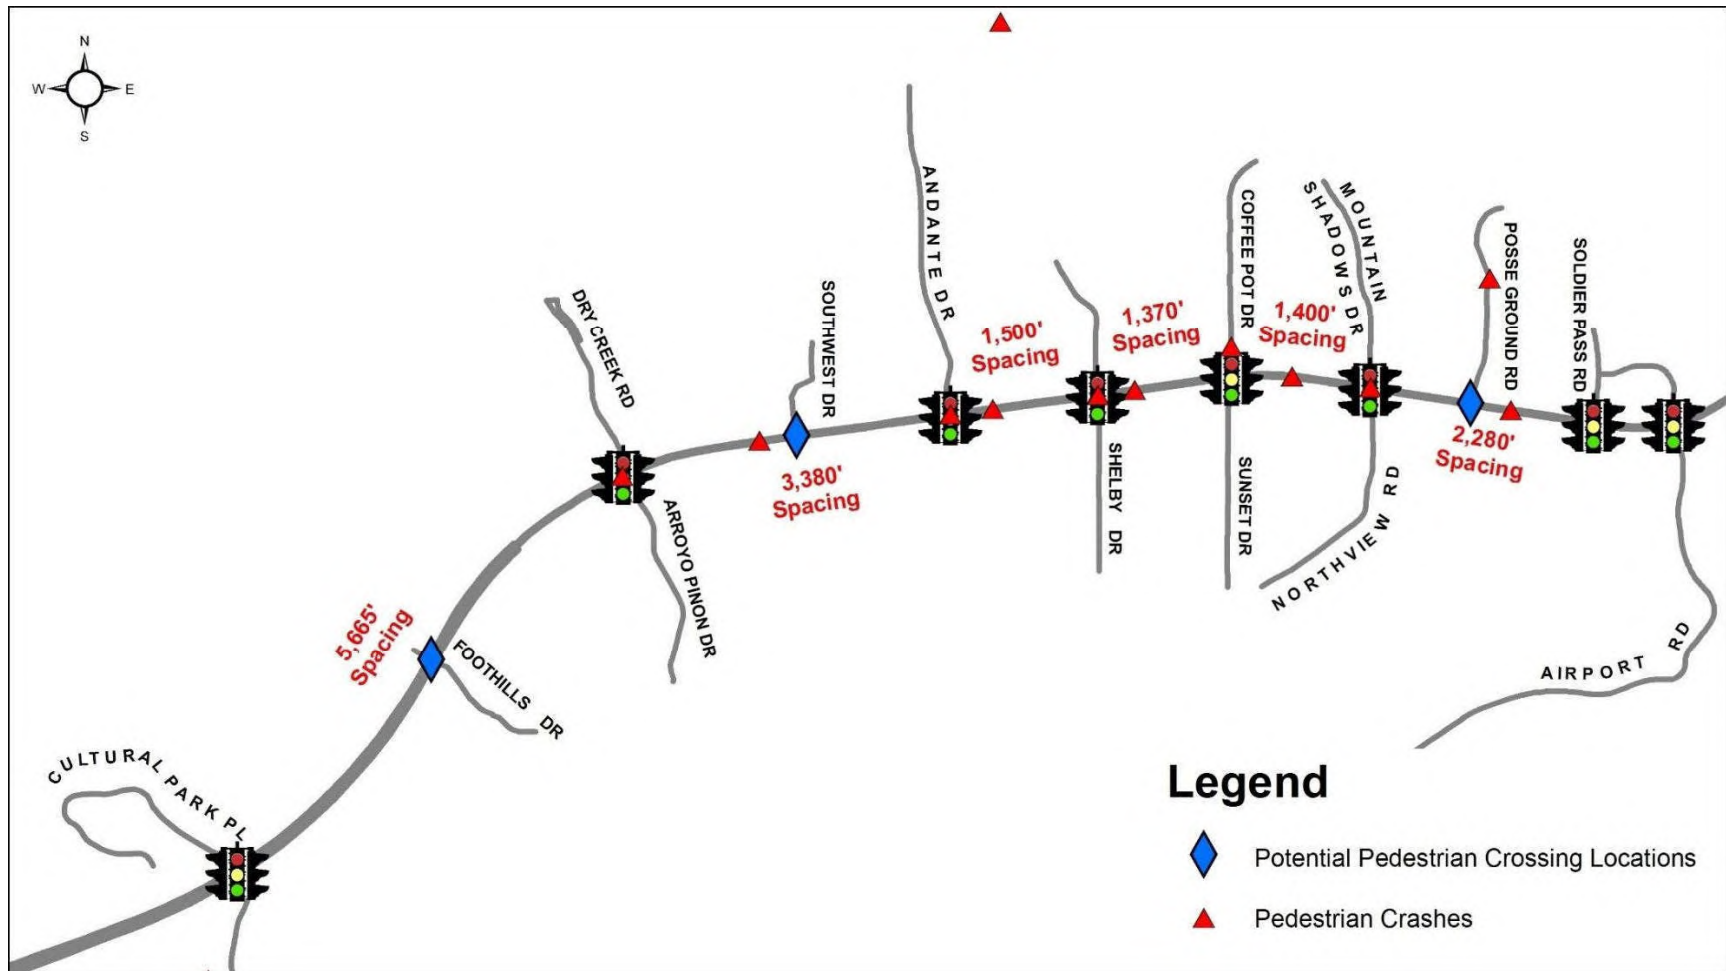 N
W E
S
ANDANTE DR
COFFEE POT DR
MOUNTAIN
SHADOWS DR
POSSE GROUND RD
SOLDIER PASS RD
DRY CREEK RD
SOUTHWEST DR
1,500'
Spacing
1,370'
Spacing
1,400'
Spacing
2,280'
Spacing
3,380'
Spacing
SHELBY DR
SUNSET DR
NORTHVIEW RD
ARROYO PINON DR
5,665'
Spacing
FOOTHILLS DR
AIRPORT RD
CULTURAL PARK PL
Legend
Potential Pedestrian Crossing Locations
Pedestrian Crashes